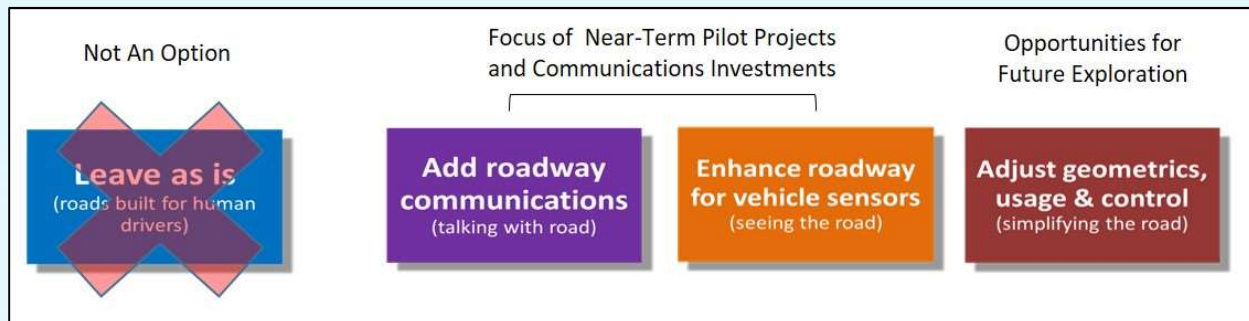 Not An Option
Focus of Near-Term Pilot Projects
and Communications Investments
Opportunities for
Future Exploration
Leave as is
(roads built for human
drivers)
Add roadway
communications
(talking with road)
Enhance roadway
for vehicle sensors
(seeing the road)
Adjust geometrics,
usage & control
(simplifying the road)